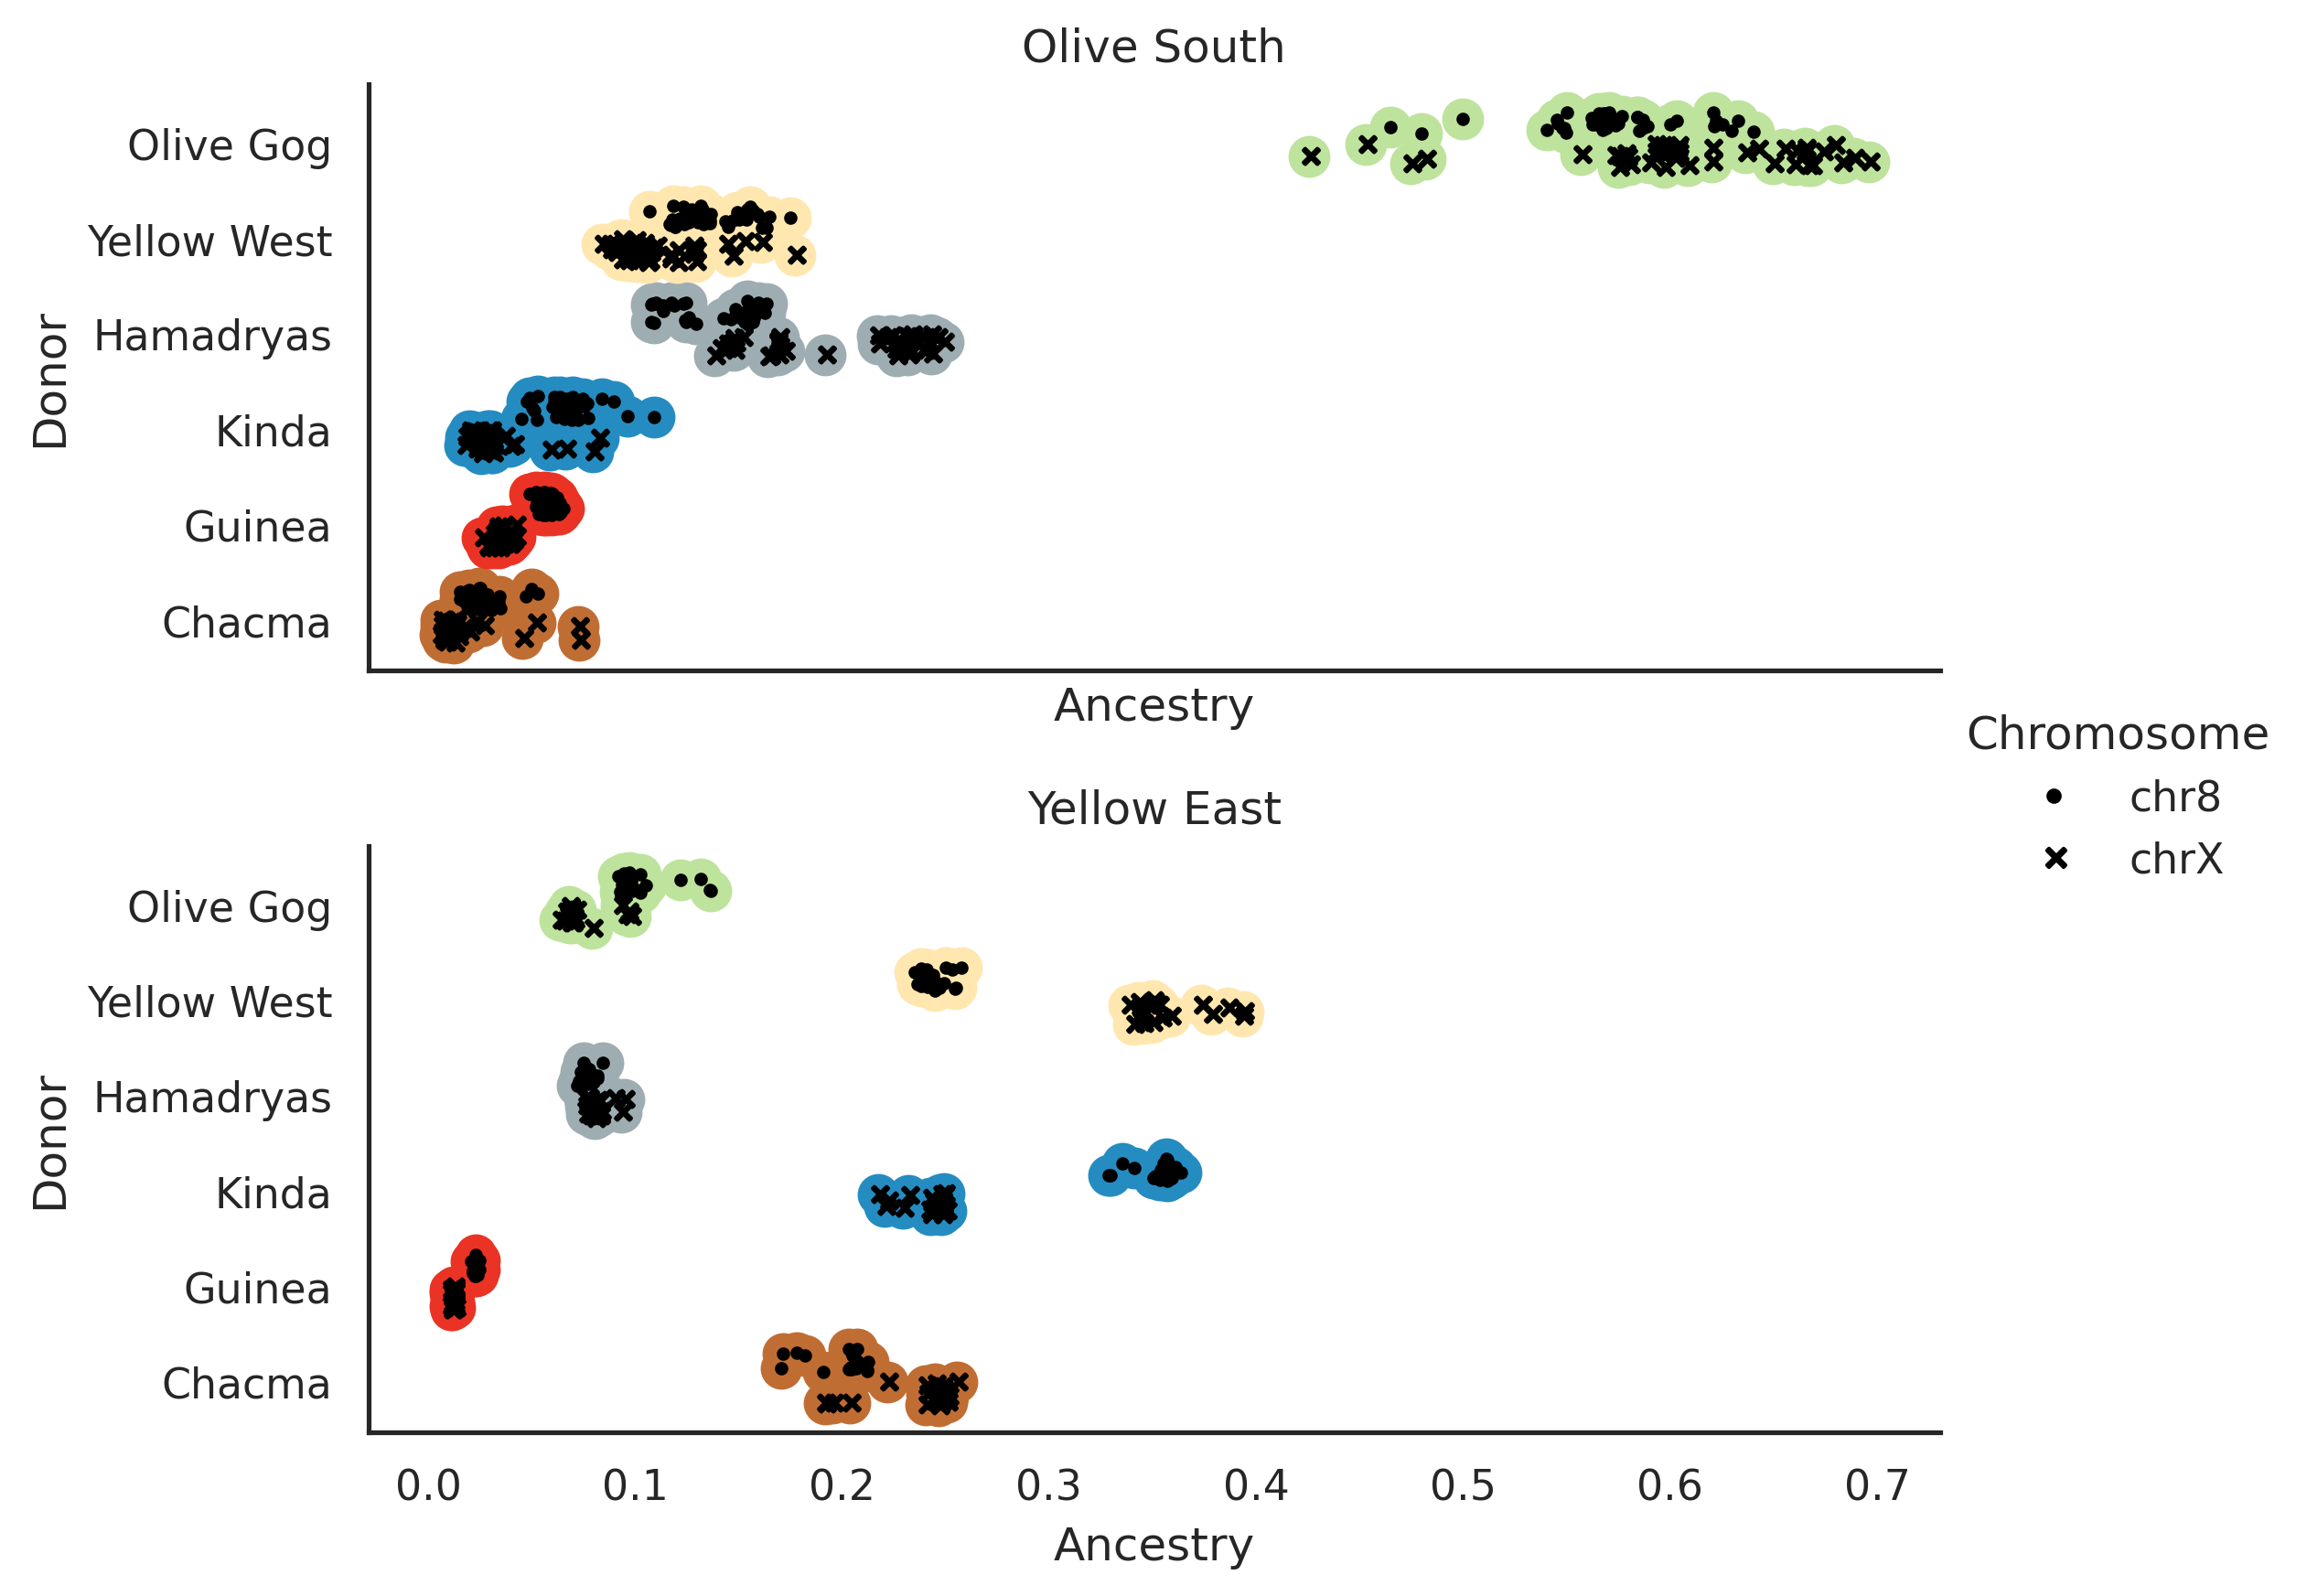 Olive South
Donor
Olive Gog
Yellow West
Hamadryas
Kinda
Guinea
Chacma
Ancestry
Chromosome
chr8
chrX
Yellow East
Donor
Olive Gog
Yellow West
Hamadryas
Kinda
Guinea
Chacma
0.0 0.1 0.2 0.3 0.4 0.5 0.6 0.7
Ancestry